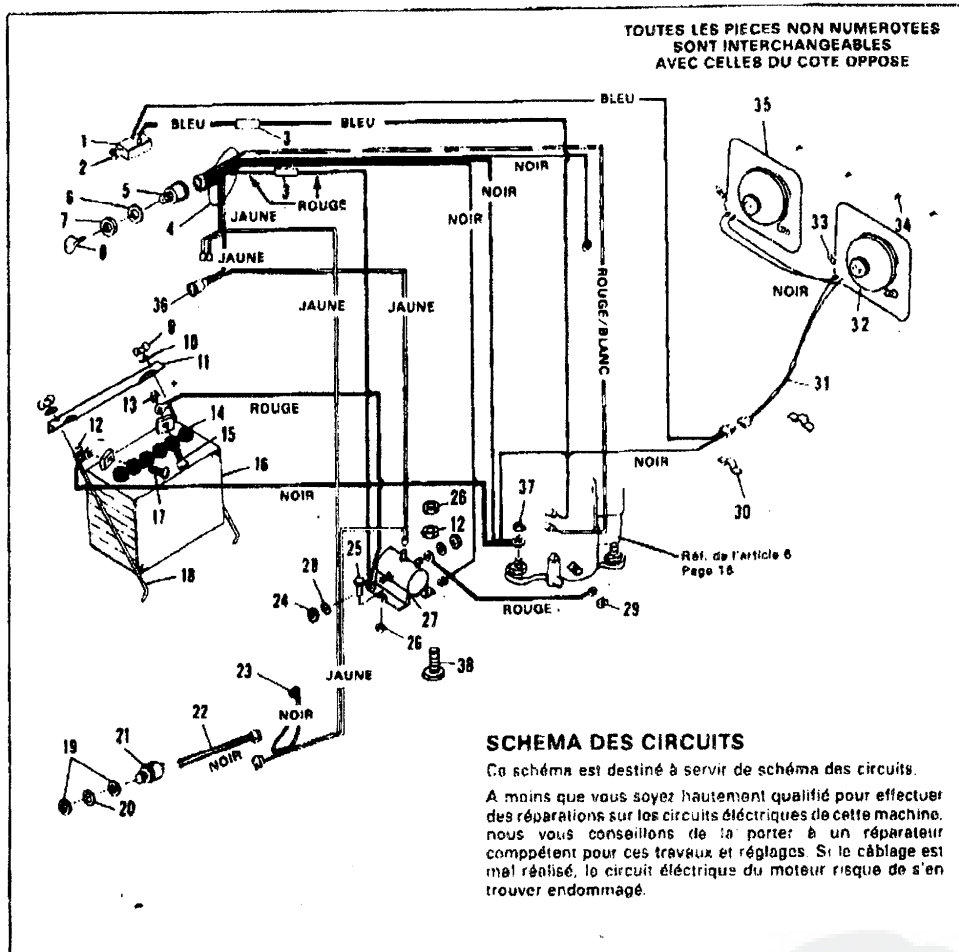 TOUTES LES PIECES NON NUMEROTEES
SONT INTERCHANGEABLES
AVEC CELLES DU COTE OPPOSE
BLEU
35
1
BLEU
BLEU
3
2
NOIR
6
5
3
NOIR
7
4
ROUGE
NOIR
34
JAUNE
8
33
JAUNE
NOIR
36
JAUNE
JAUNE
ROUGE/BLANC
32
9
10
11
31
13
ROUGE
14
12
15
16
NOIR
17
NOIR
37
30
26
12
18
25
28
Réf. de l'article 6
Page 16
24
27
ROUGE
29
26
38
23
JAUNE
22
NOIR
19
21
NOIR
20
SCHEMA DES CIRCUITS
Ce schéma est destiné à servir de schéma des circuits.
A moins que vous soyez hautement qualifié pour effectuer
des réparations sur les circuits éléctriques de cette machine,
nous vous conseillons de la porter à un réparateur
comppétent pour ces travaux et réglages. Si le câblage est
mal réalisé, le circuit éléctrique du moteur risque de s'en
trouver endommagé.